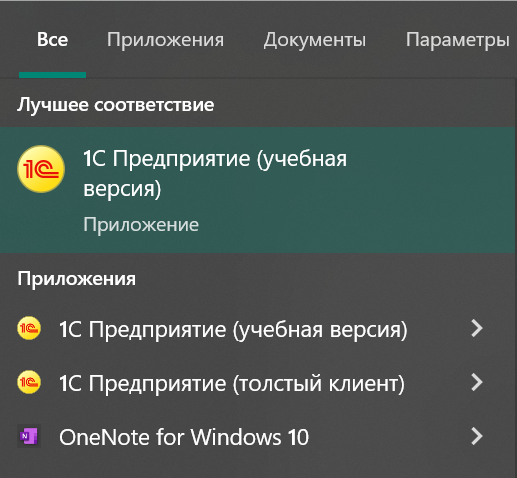 Все Приложения Документы Параметры
Лучшее соответствие
1С Предприятие (учебная
версия)
Приложение
Приложения
1С Предприятие (учебная версия)
1С Предприятие (толстый клиент)
OneNote for Windows 10